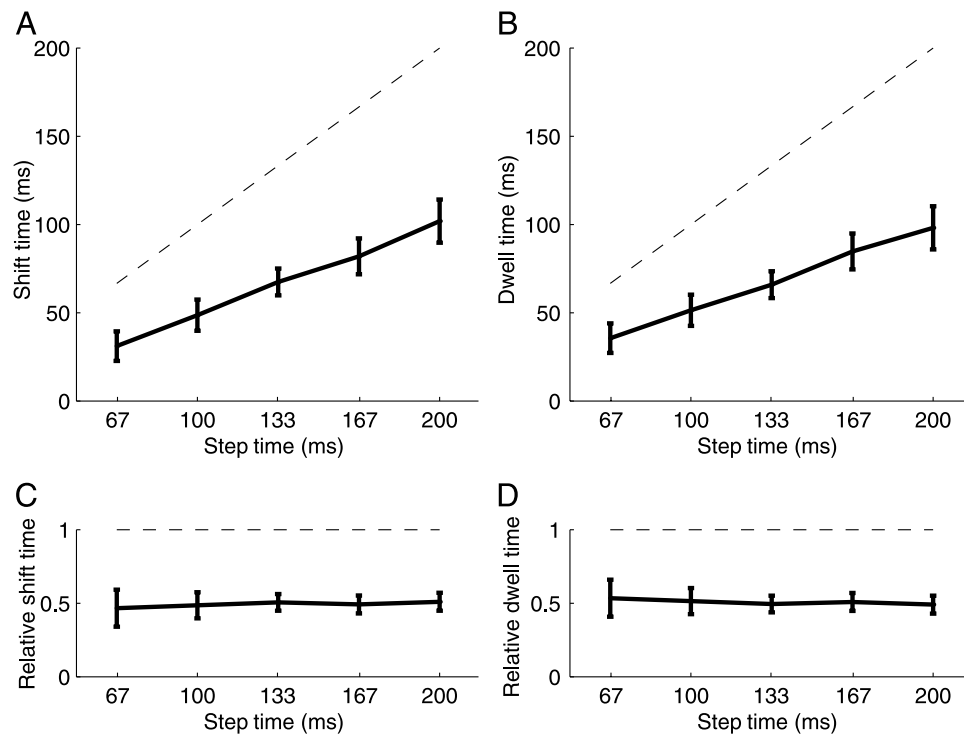 A
200
150
100
50
0
Shift time (ms)
67 100 133 167 200
Step time (ms)
B
200
150
100
50
0
Dwell time (ms)
67 100 133 167 200
Step time (ms)
C
1
0.5
0
Relative shift time
67 100 133 167 200
Step time (ms)
D
1
0.5
0
Relative dwell time
67 100 133 167 200
Step time (ms)